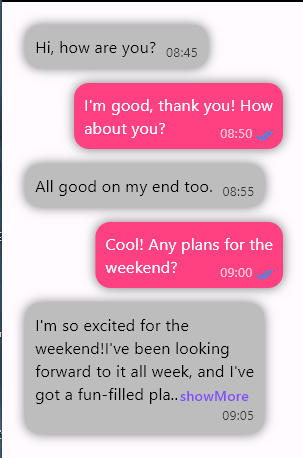 Hi, how are you? 08:45
I'm good, thank you! How
about you? 08:50
All good on my end too. 08:55
Cool! Any plans for the
weekend? 09:00
I'm so excited for the
weekend!I've been looking
forward to it all week, and I've
got a fun-filled pla..showMore
09:05